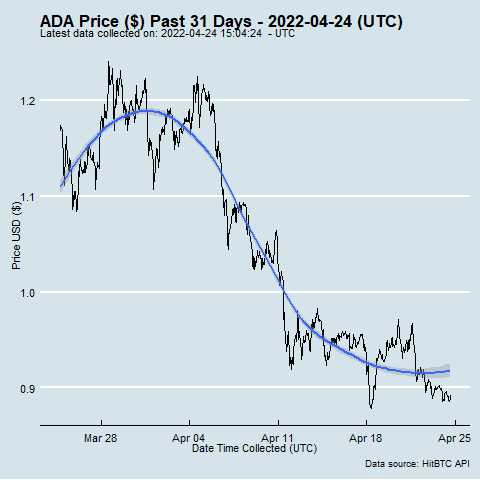 ADA Price ($) Past 31 Days - 2022-04-24 (UTC)
Latest data collected on: 2022-04-24 15:04:24 - UTC
1.2
1.1
1.0
0.9
Price USD ($)
Mar 28 Apr 04 Apr 11 Apr 18 Apr 25
Date Time Collected (UTC)
Data source: HitBTC API